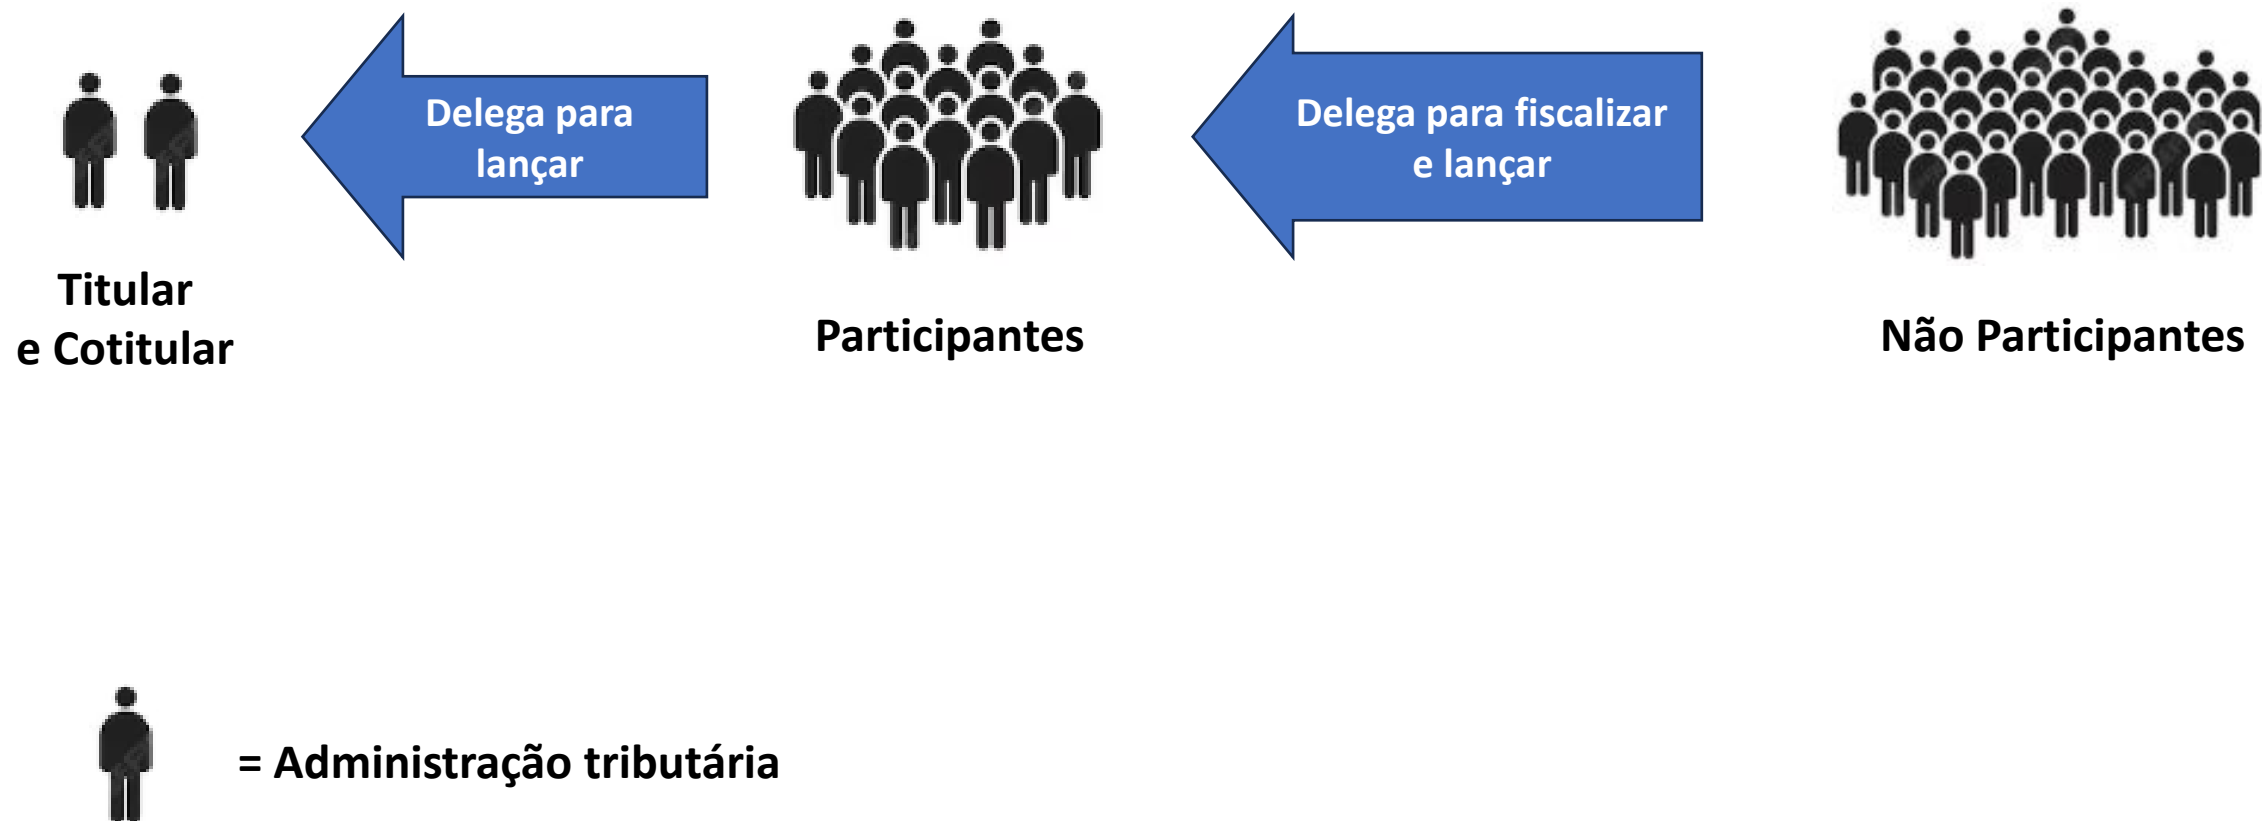 Delega para
lançar
Delega para fiscalizar
e lançar
Titular
e Cotitular
Participantes
Não Participantes
= Administração tributária